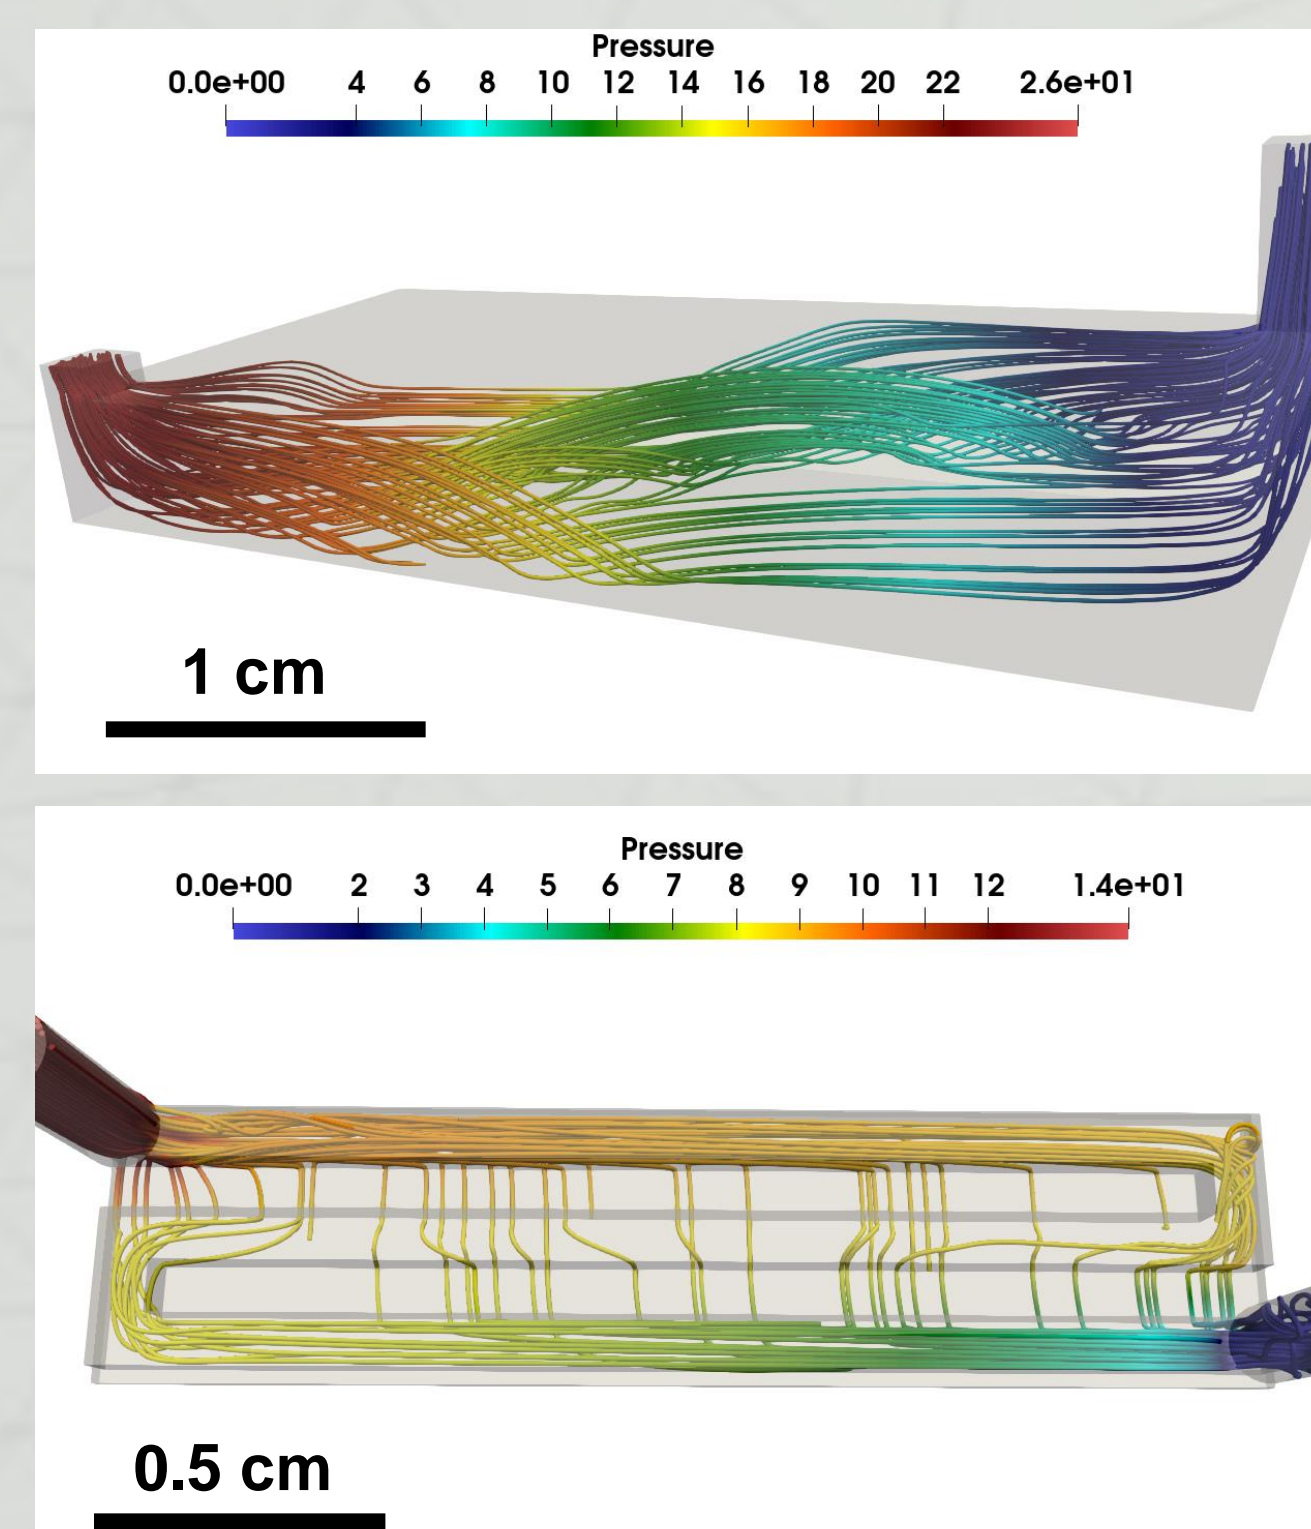 Pressure
0.0e+00 4 6 8 10 12 14 16 18 20 22 2.6e+01
1 cm
Pressure
0.0e+00 2 3 4 5 6 7 8 9 10 11 12 1.4e+01
0.5 cm